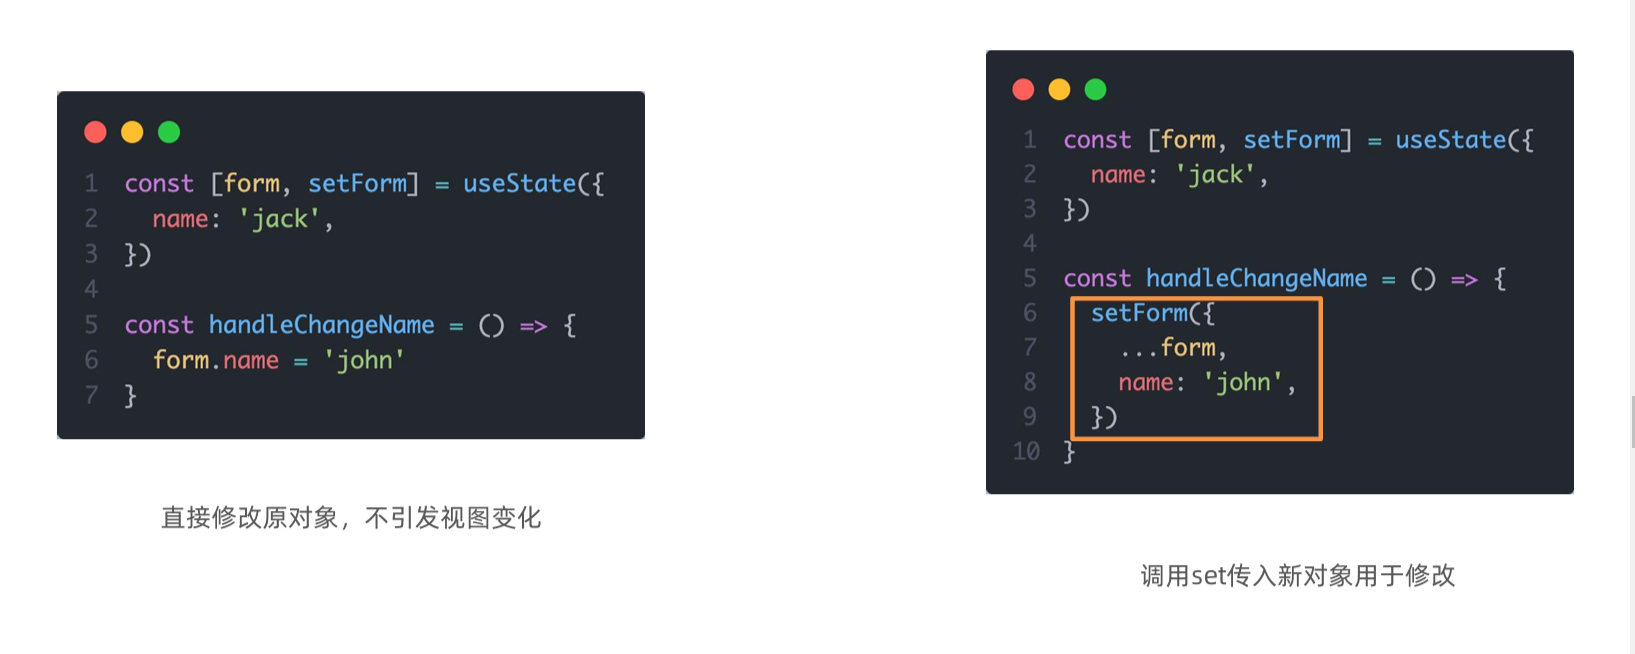 1 const [form, setForm] = useState({
2   name: 'jack',
3 })
4
5 const handleChangeName = () => {
6   form.name = 'john'
7 }
直接修改原对象，不引发视图变化
1 const [form, setForm] = useState({
2   name: 'jack',
3 })
4
5 const handleChangeName = () => {
6   setForm({
7     ...form,
8     name: 'john',
9   })
10 }
调用set传入新对象用于修改